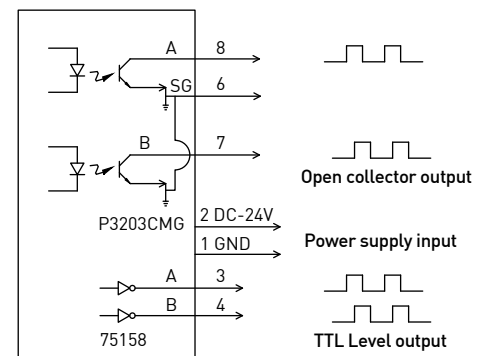 A 8
SG 6
B 7
Open collector output
P3203CMG
2 DC-24V
1 GND
Power supply input
A 3
B 4
75158
TTL Level output